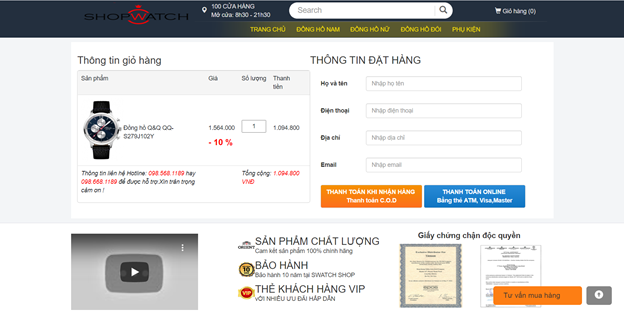 SHOPWATCH
100 CỬA HÀNG
Mở cửa: 8h30 - 21h30
Search
Giỏ hàng (0)
TRANG CHỦ ĐỒNG HỒ NAM ĐỒNG HỒ NỮ ĐỒNG HỒ ĐÔI PHỤ KIỆN
Thông tin giỏ hàng
Sản phẩm Giá Số lượng Thanh tiền
Đồng hồ Q&Q QQ-S279J102Y
1.564.000 1 1.094.800
- 10 %
Thông tin liên hệ Hotline: 098.568.1189 hay
098.668.1189 để được hỗ trợ.Xin trân trọng
cảm ơn !
Tổng cộng: 1.094.800
VNĐ
THÔNG TIN ĐẶT HÀNG
Họ và tên Nhập họ tên
Điện thoại Nhập điện thoại
Địa chỉ Nhập địa chỉ
Email Nhập email
THANH TOÁN KHI NHẬN HÀNG
Thanh toán C.O.D
THANH TOÁN ONLINE
Bằng thẻ ATM, Visa,Master
ORIENT
SẢN PHẨM CHẤT LƯỢNG
Cam kết sản phẩm 100% chính hãng
10
BẢO HÀNH
Bảo hành 10 năm tại SWATCH SHOP
VIP
THẺ KHÁCH HÀNG VIP
VỚI NHIỀU ƯU ĐÃI HẤP DẪN
Giấy chứng chận độc quyền
Tư vấn mua hàng